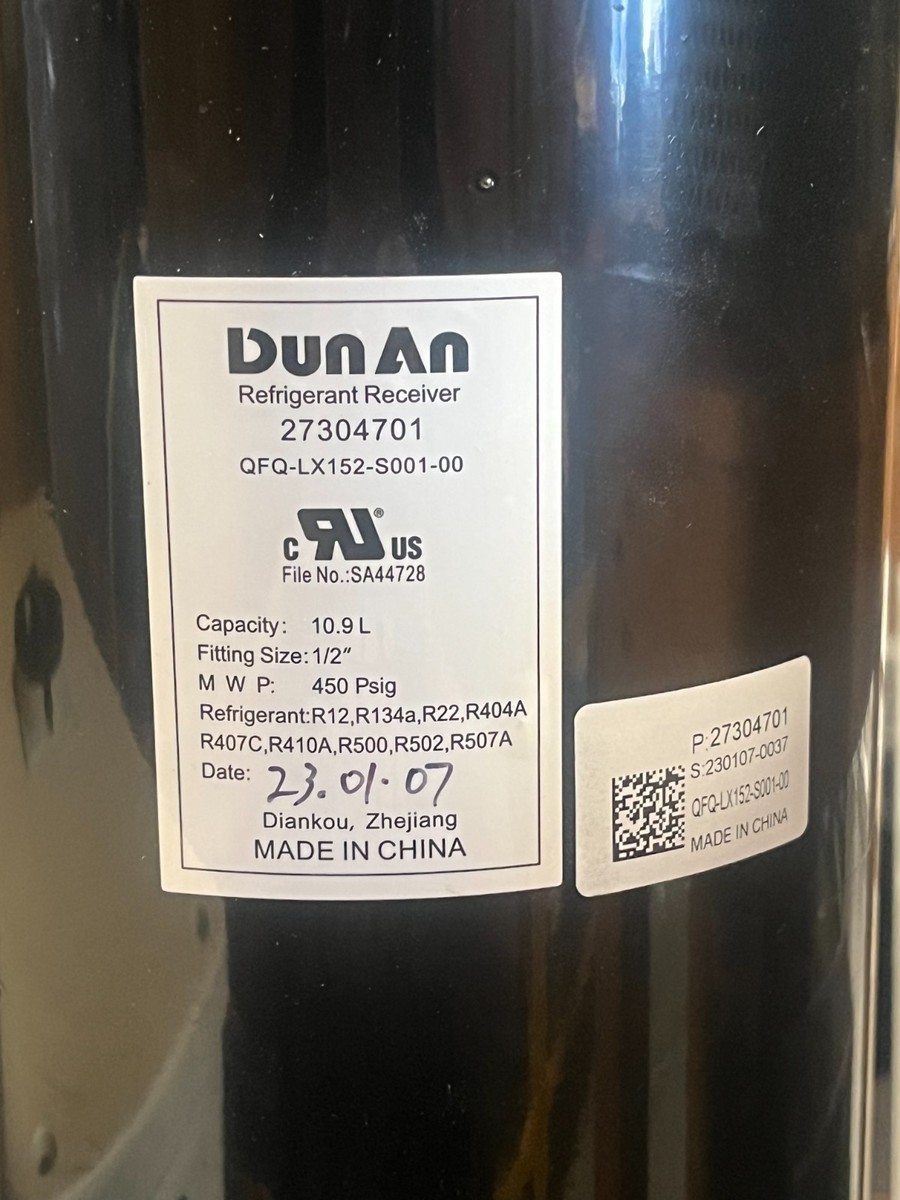 DunAn
Refrigerant Receiver
27304701
QFQ-LX152-S001-00
C RU® US
File No.:SA44728
Capacity: 10.9 L
Fitting Size: 1/2″
M W P: 450 Psig
Refrigerant:R12,R134a,R22,R404A
R407C,R410A,R500,R502,R507A
Date: 23.01.07
Diankou, Zhejiang
MADE IN CHINA
P:27304701
S:230107-0037
QFQ-LX152-S001-00
MADE IN CHINA